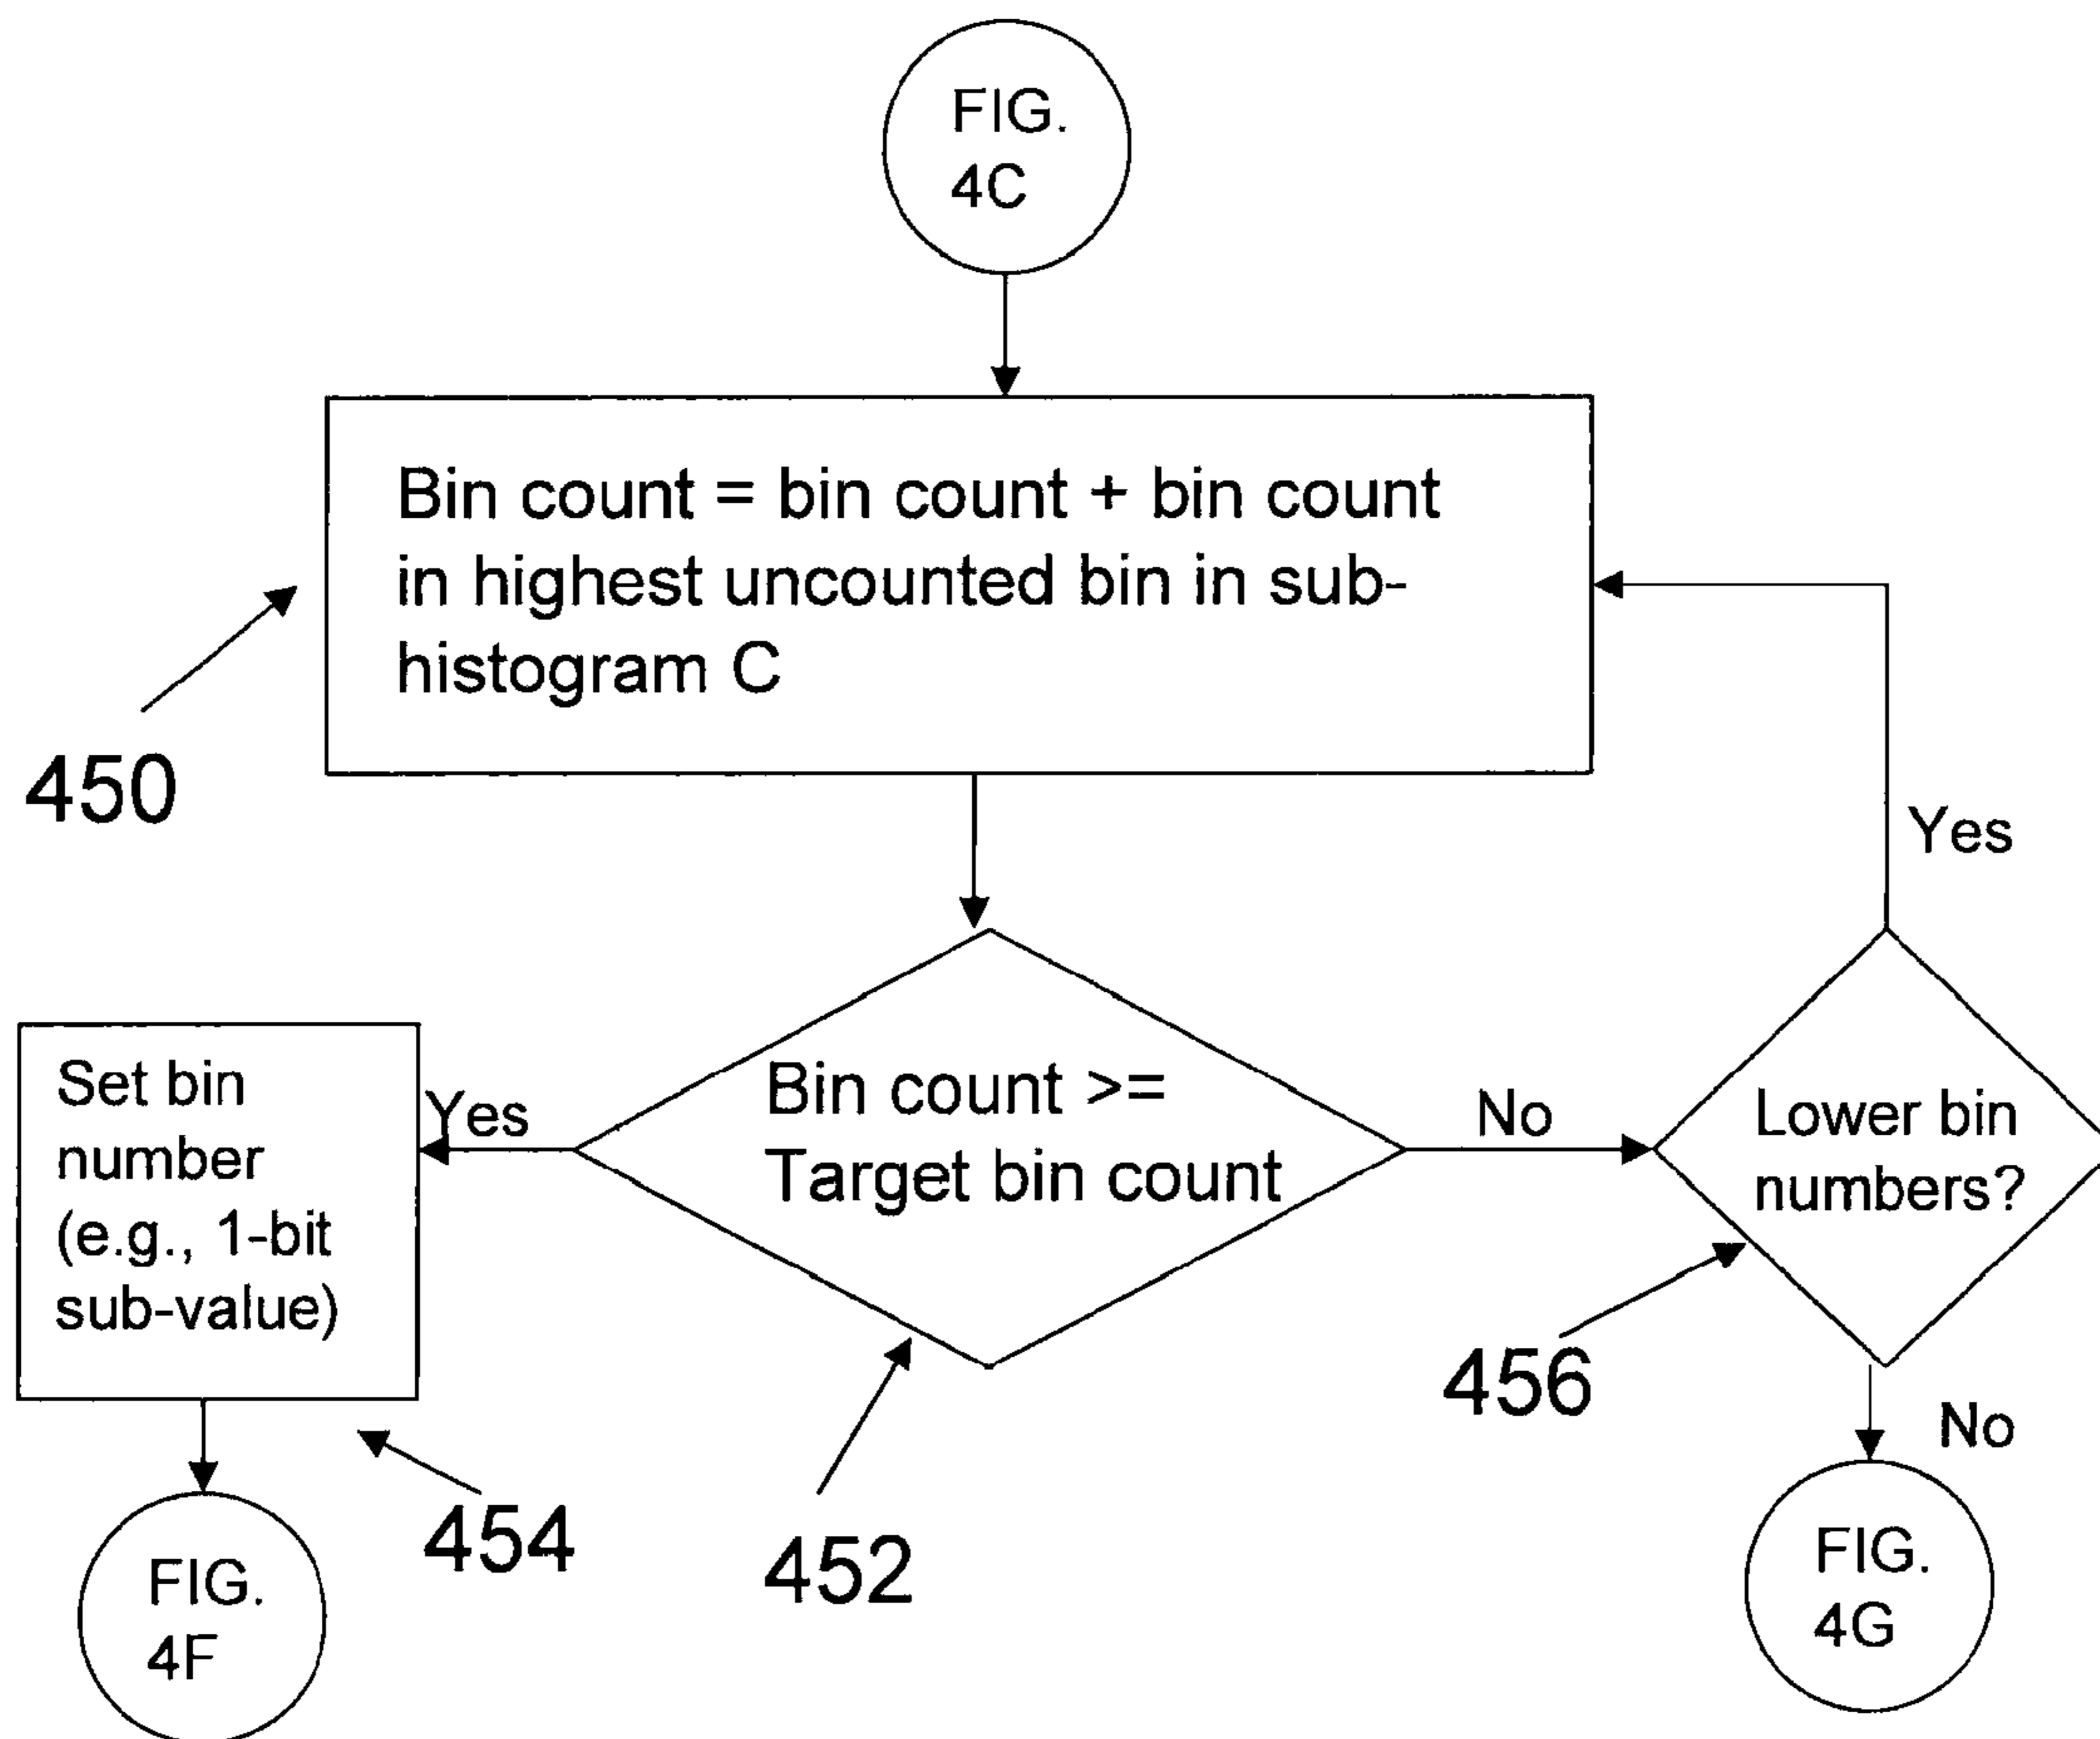 FIG.
4C
Bin count = bin count + bin count
in highest uncounted bin in sub-
histogram C
450
Yes
Set bin
number
(e.g., 1-bit
sub-value)
Yes
Bin count >=
Target bin count
No
Lower bin
numbers?
456
No
454
452
FIG.
4F
FIG.
4G